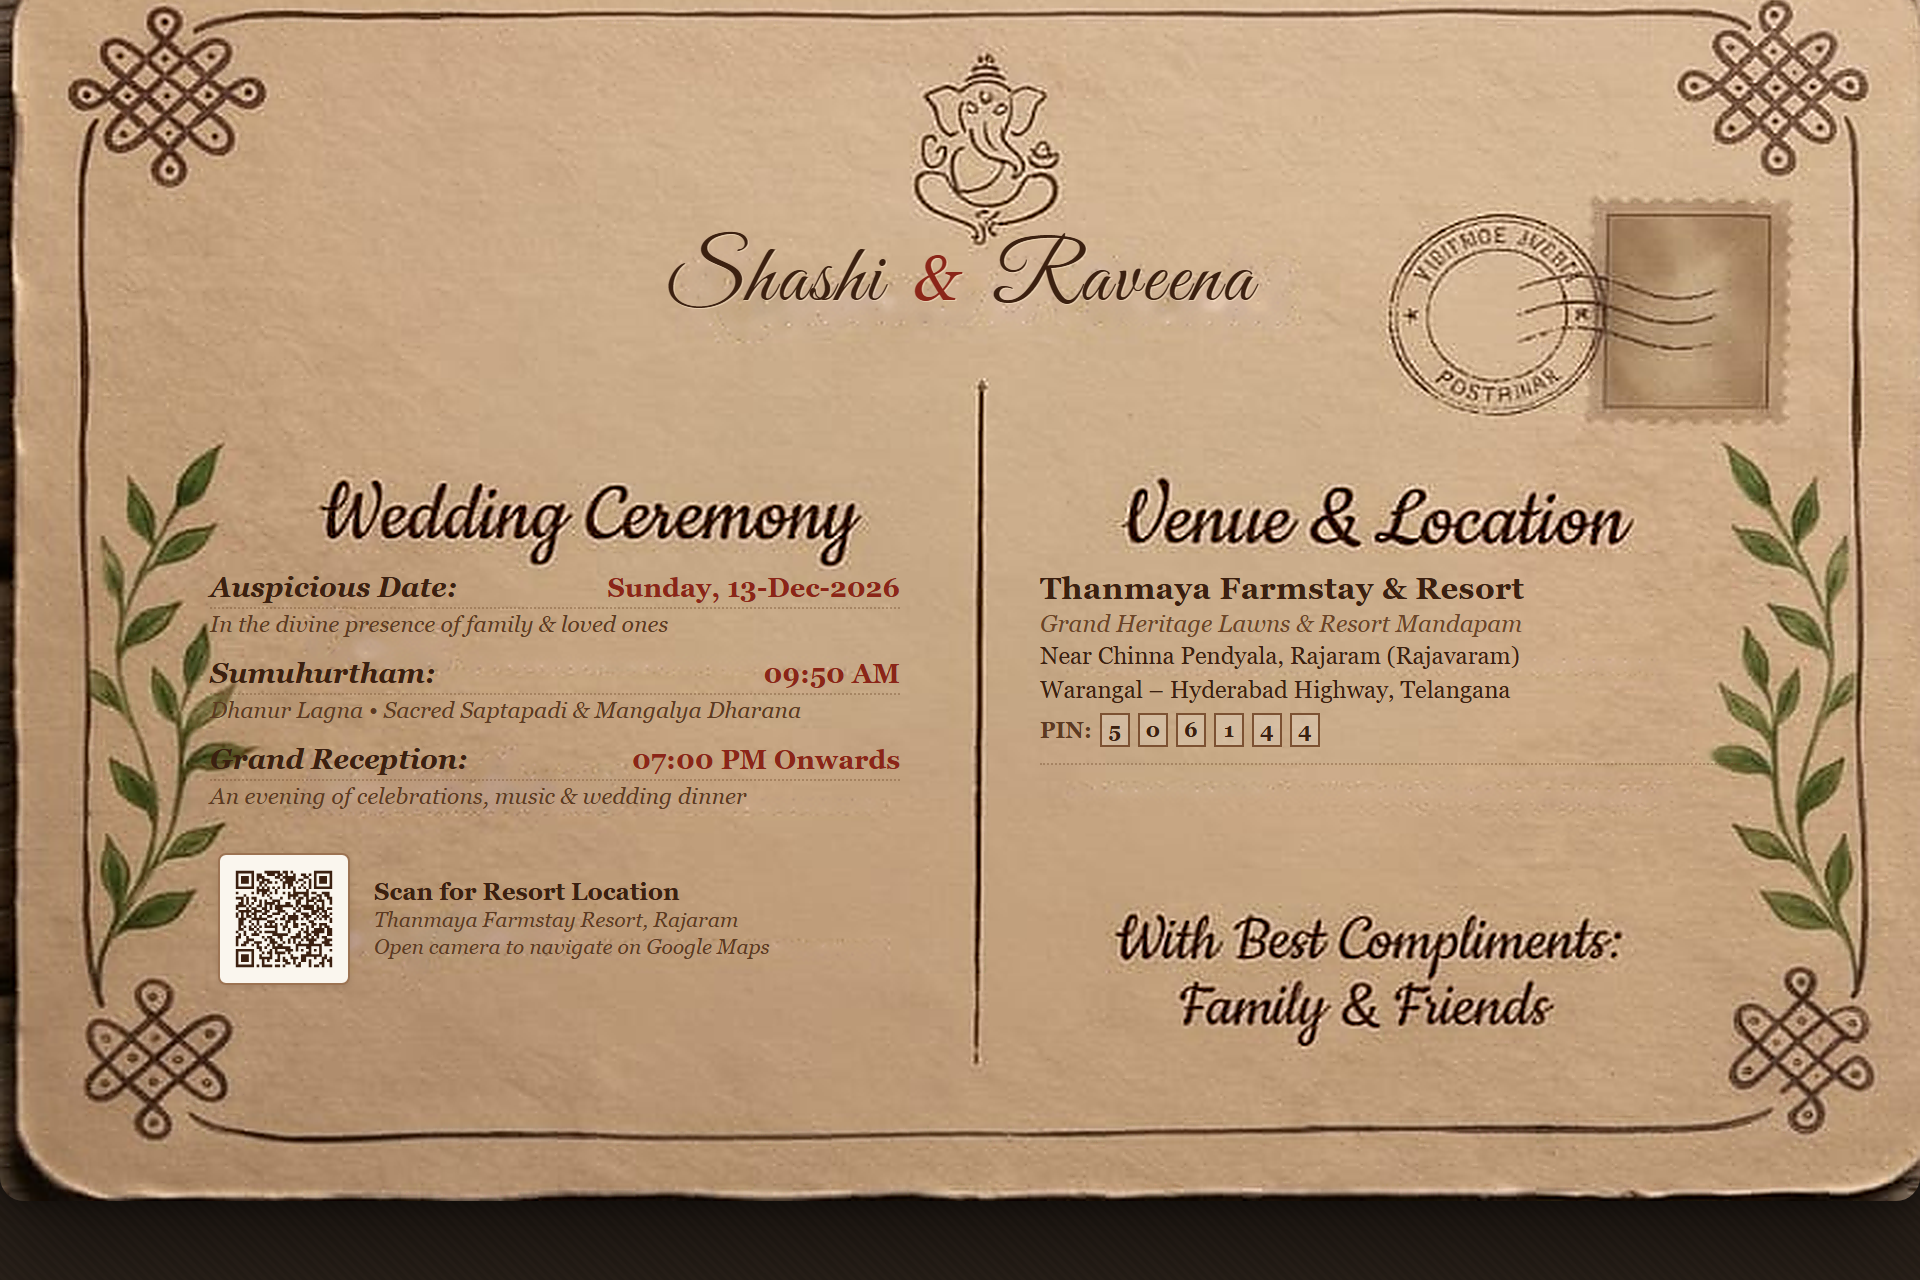 Shashi & Raveena
POSTRINAR
Wedding Ceremony
Auspicious Date: Sunday, 13-Dec-2026
In the divine presence of family & loved ones
Sumuhurtham: 09:50 AM
Dhanur Lagna • Sacred Saptapadi & Mangalya Dharana
Grand Reception: 07:00 PM Onwards
An evening of celebrations, music & wedding dinner
Scan for Resort Location
Thanmaya Farmstay Resort, Rajaram
Open camera to navigate on Google Maps
Venue & Location
Thanmaya Farmstay & Resort
Grand Heritage Lawns & Resort Mandapam
Near Chinna Pendyala, Rajaram (Rajavaram)
Warangal – Hyderabad Highway, Telangana
PIN: 5 0 6 1 4 4
With Best Compliments:
Family & Friends